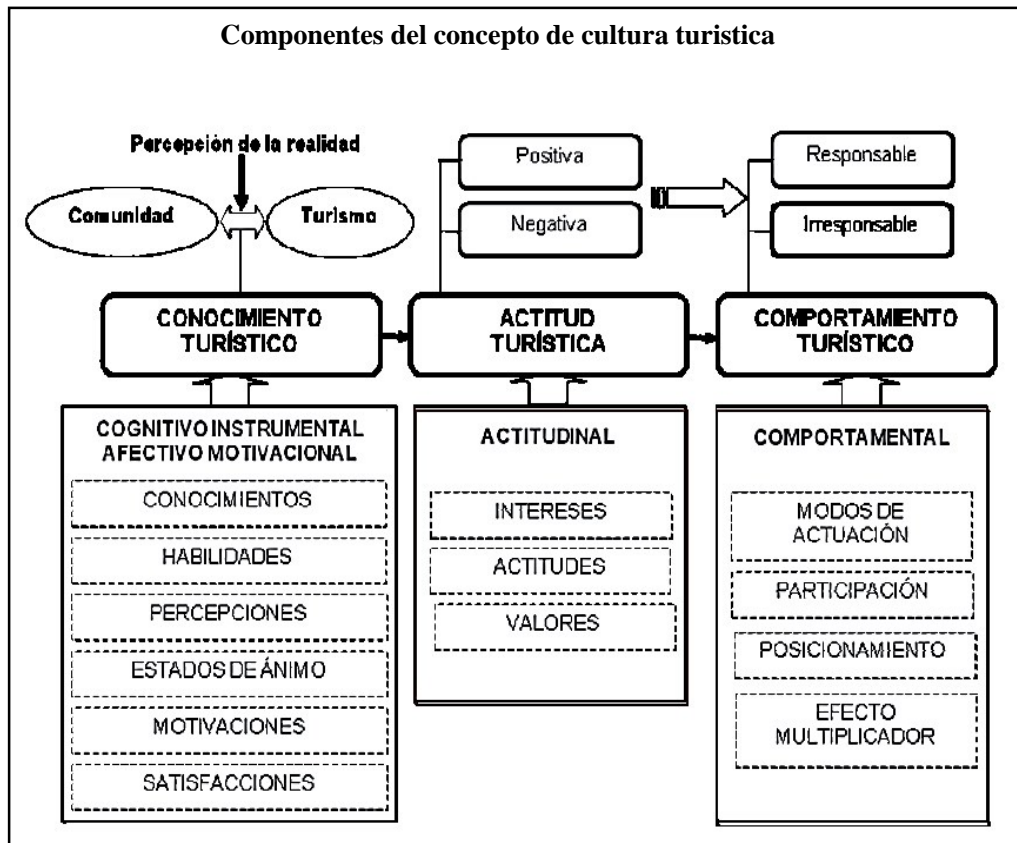 Componentes del concepto de cultura turistica
Percepción de la realidad
Comunidad
Turismo
Positiva
Negativa
Responsable
Irresponsable
CONOCIMIENTO
TURÍSTICO
ACTITUD
TURÍSTICA
COMPORTAMIENTO
TURÍSTICO
COGNITIVO INSTRUMENTAL
AFECTIVO MOTIVACIONAL
CONOCIMIENTOS
HABILIDADES
PERCEPCIONES
ESTADOS DE ÁNIMO
MOTIVACIONES
SATISFACCIONES
ACTITUDINAL
INTERESES
ACTITUDES
VALORES
COMPORTAMENTAL
MODOS DE
ACTUACIÓN
PARTICIPACIÓN
POSICIONAMIENTO
EFECTO
MULTIPLICADOR